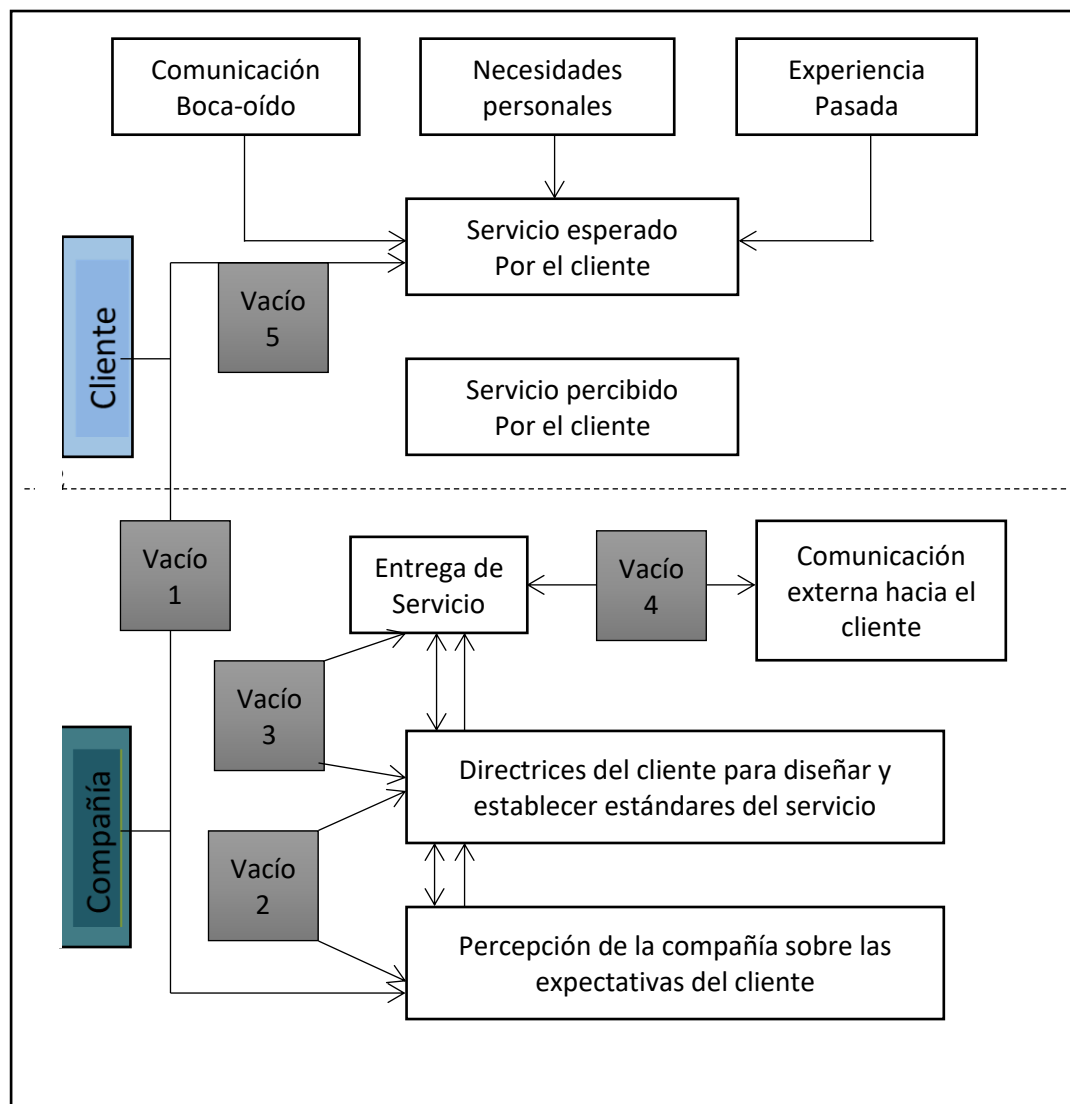 Comunicación
Boca-oído
Necesidades
personales
Experiencia
Pasada
Servicio esperado
Por el cliente
Cliente
Vacío
5
Servicio percibido
Por el cliente
Vacío
1
Entrega de
Servicio
Vacío
4
Comunicación
externa hacia el
cliente
Vacío
3
Compañía
Directrices del cliente para diseñar y
establecer estándares del servicio
Vacío
2
Percepción de la compañía sobre las
expectativas del cliente